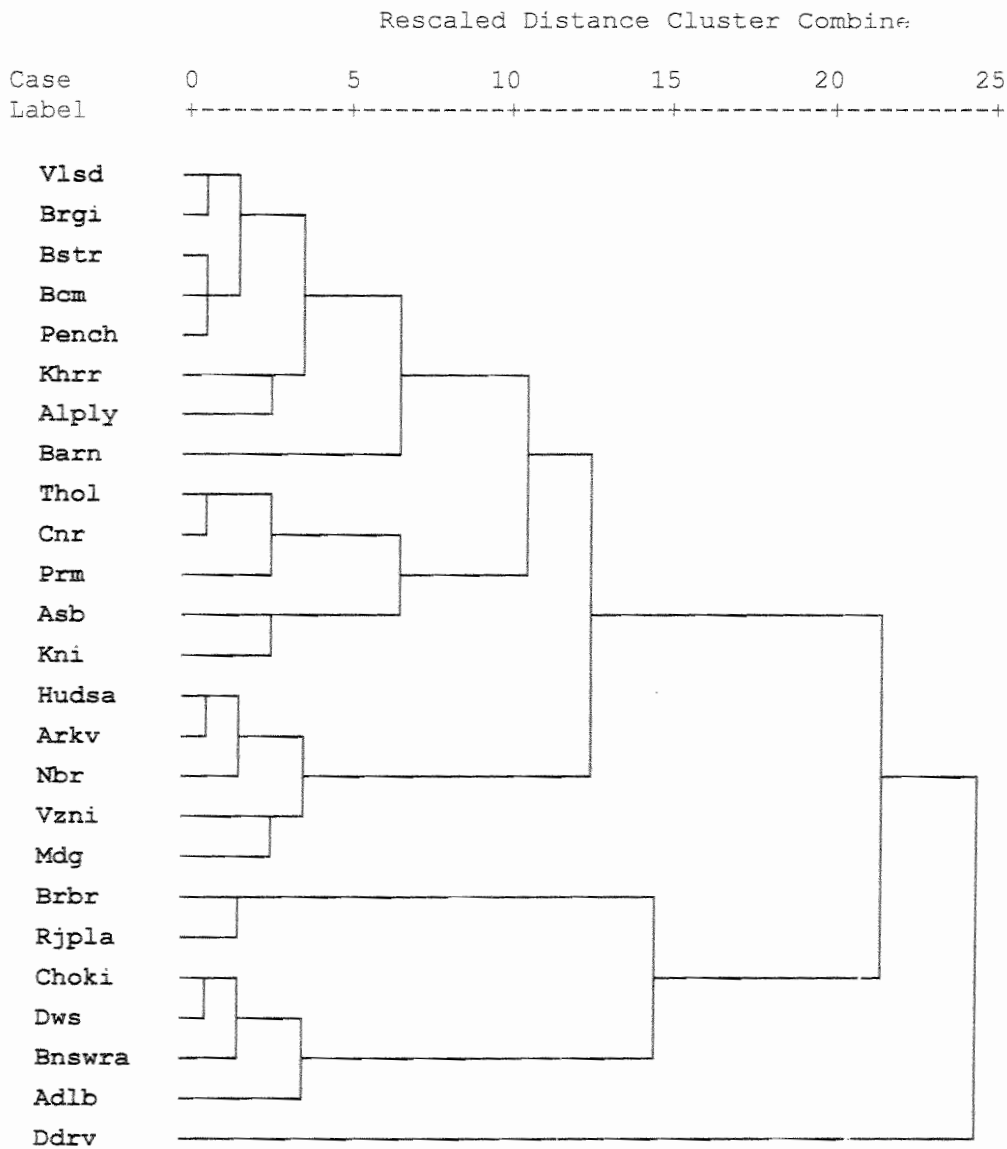 Rescaled Distance Cluster Combine
Case 0 5 10 15 20 25
Label +---------+---------+---------+---------+---------+
Vlsd
Brgi
Bstr
Bcm
Pench
Khrr
Alply
Barn
Thol
Cnr
Prm
Asb
Kni
Hudsa
Arkv
Nbr
Vzni
Mdg
Brbr
Rjpla
Choki
Dws
Bnswra
Adlb
Ddrv